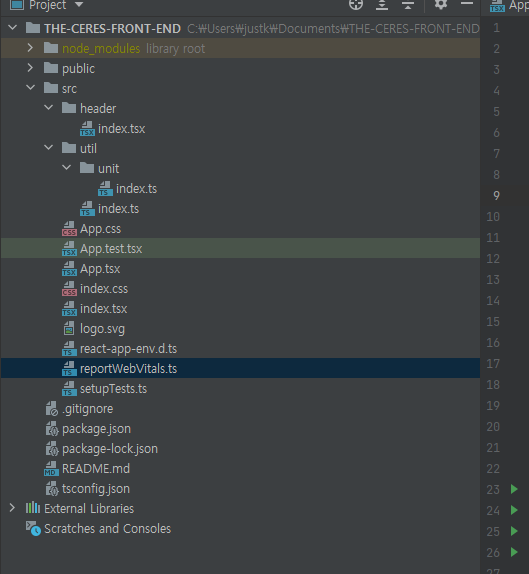 Project
App
THE-CERES-FRONT-END C:₩Users₩justk₩Documents₩THE-CERES-FRONT-END
node_modules library root
public
src
header
TSX index.tsx
util
unit
TS index.ts
TS index.ts
CSS App.css
TSX App.test.tsx
TSX App.tsx
CSS index.css
TSX index.tsx
logo.svg
TS react-app-env.d.ts
TS reportWebVitals.ts
TS setupTests.ts
.gitignore
package.json
package-lock.json
MD README.md
tsconfig.json
External Libraries
Scratches and Consoles
1
2
3
4
5
6
7
8
9
10
11
12
13
14
15
16
17
18
19
20
21
22
23
24
25
26
27